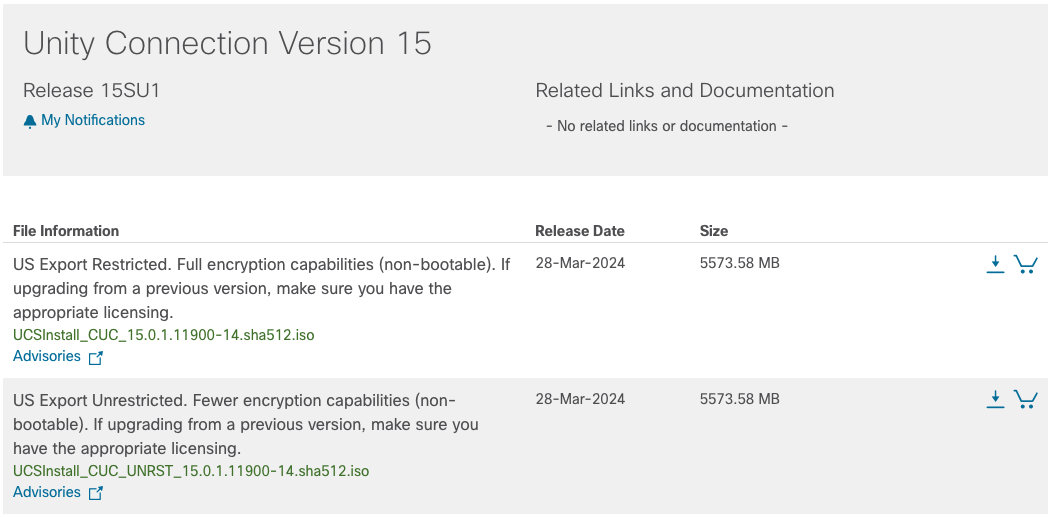 Unity Connection Version 15
Release 15SU1
Related Links and Documentation
My Notifications
- No related links or documentation -
File Information
Release Date
Size
US Export Restricted. Full encryption capabilities (non-bootable). If
upgrading from a previous version, make sure you have the
appropriate licensing.
UCSInstall_CUC_15.0.1.11900-14.sha512.iso
Advisories
28-Mar-2024
5573.58 MB
US Export Unrestricted. Fewer encryption capabilities (non-
bootable). If upgrading from a previous version, make sure you
have the appropriate licensing.
UCSInstall_CUC_UNRST_15.0.1.11900-14.sha512.iso
Advisories
28-Mar-2024
5573.58 MB